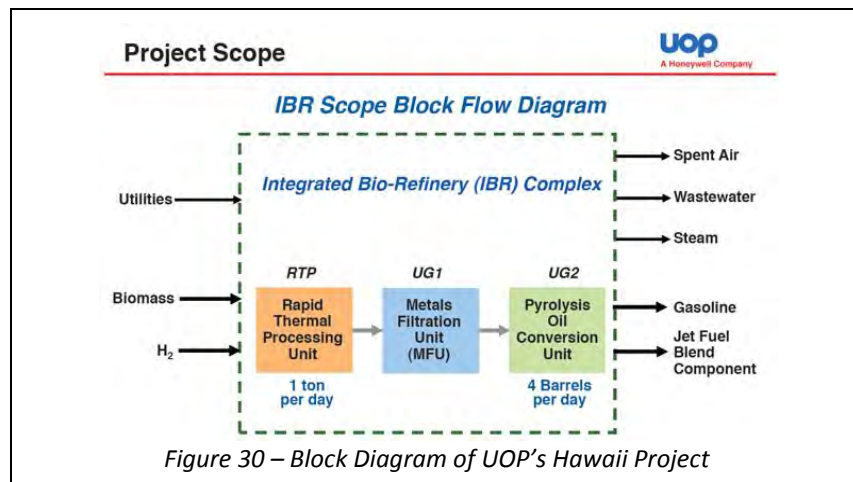 Project Scope
uop
A Honeywell Company
IBR Scope Block Flow Diagram
Integrated Bio-Refinery (IBR) Complex
Utilities
Biomass
H2
RTP
Rapid
Thermal
Processing
Unit
1 ton
per day
UG1
Metals
Filtration
Unit
(MFU)
UG2
Pyrolysis
Oil
Conversion
Unit
4 Barrels
per day
Spent Air
Wastewater
Steam
Gasoline
Jet Fuel
Blend
Component
Figure 30 – Block Diagram of UOP's Hawaii Project